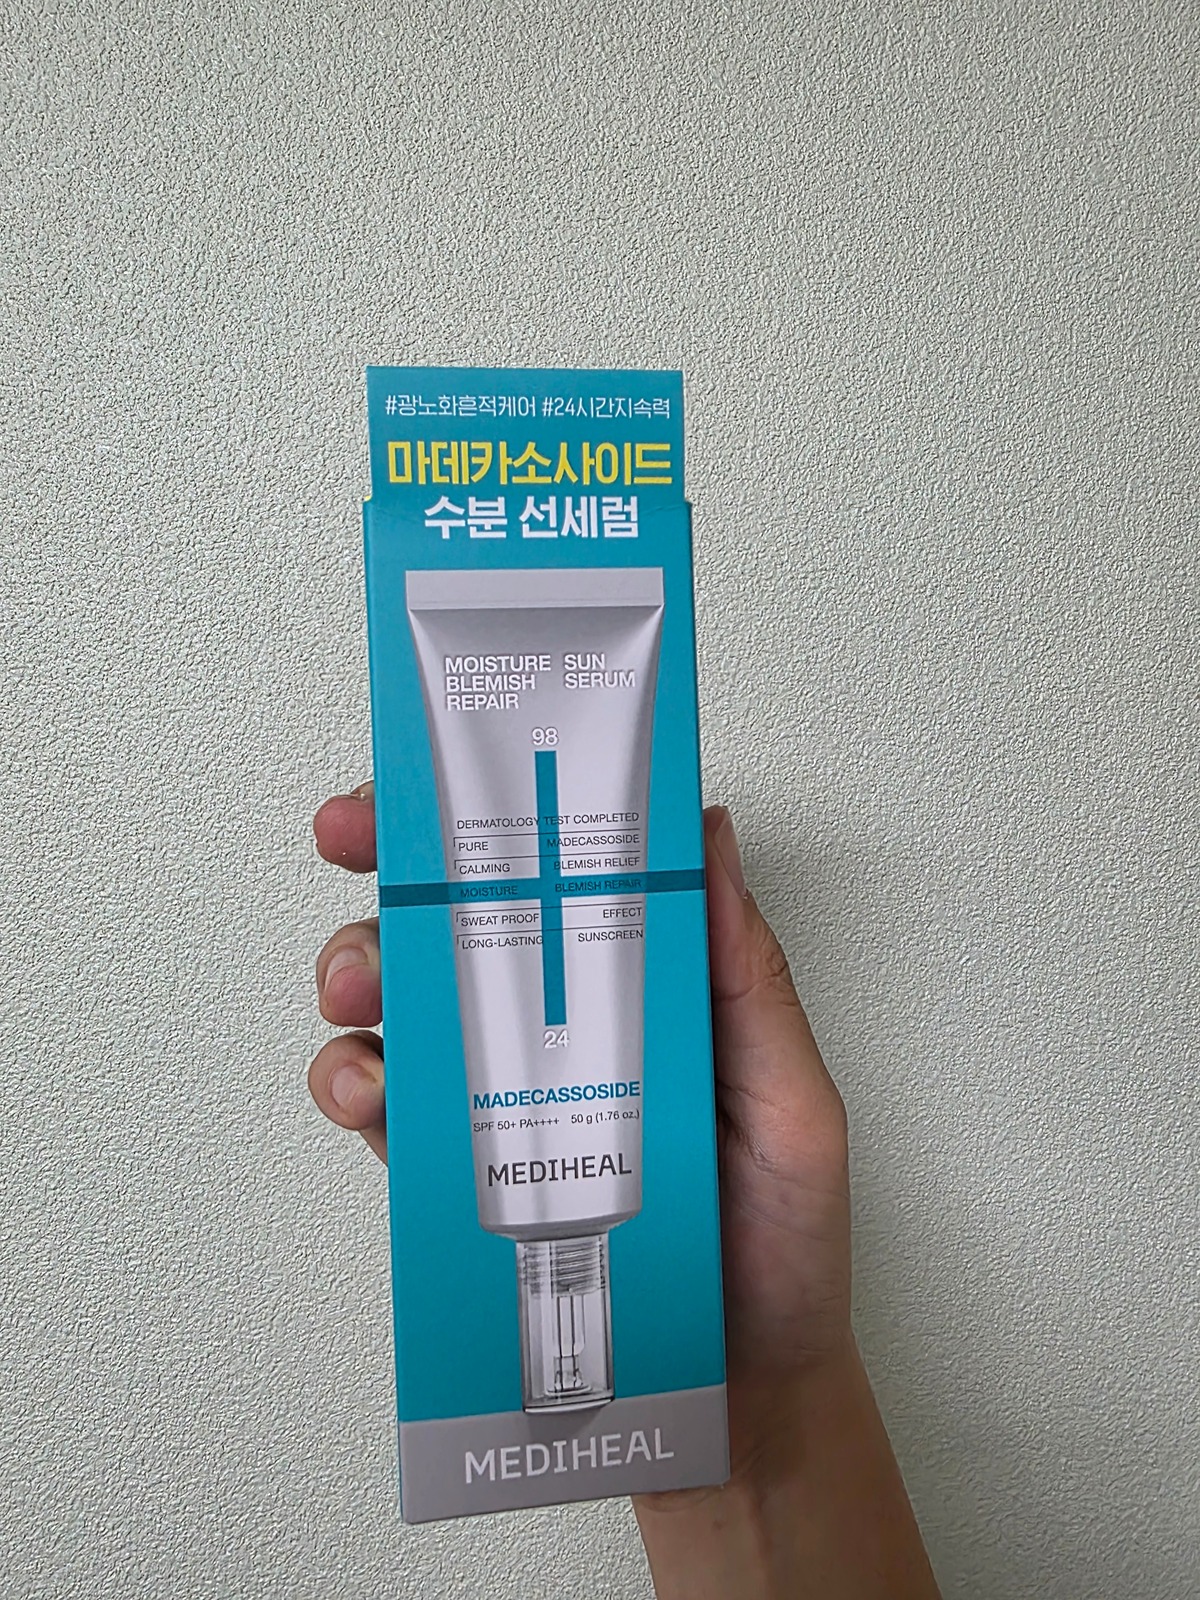 #광노화흔적케어 #24시간지속력
마데카소사이드
수분 선세럼
MOISTURE SUN
BLEMISH SERUM
REPAIR
98
DERMATOLOGY TEST COMPLETED
PURE MADECASSOSIDE
CALMING BLEMISH RELIEF
MOISTURE BLEMISH REPAIR
SWEAT PROOF EFFECT
LONG-LASTING SUNSCREEN
24
MADECASSOSIDE
SPF 50+ PA++++ 50 g (1.76 oz.)
MEDIHEAL
MEDIHEAL